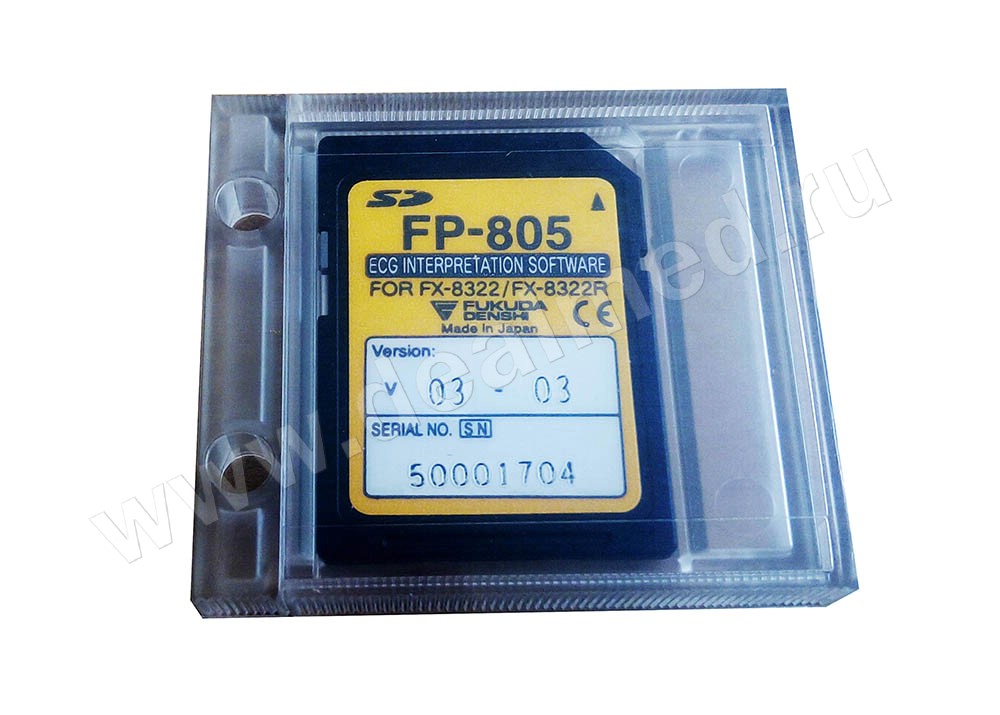 SD
FP-805
ECG INTERPRETATION SOFTWARE
FOR FX-8322/FX-8322R
FUKUDA
DENSHI
CE
Made in Japan
Version:
V 03 - 03
SERIAL NO. SN
50001704
www.dealmed.ru